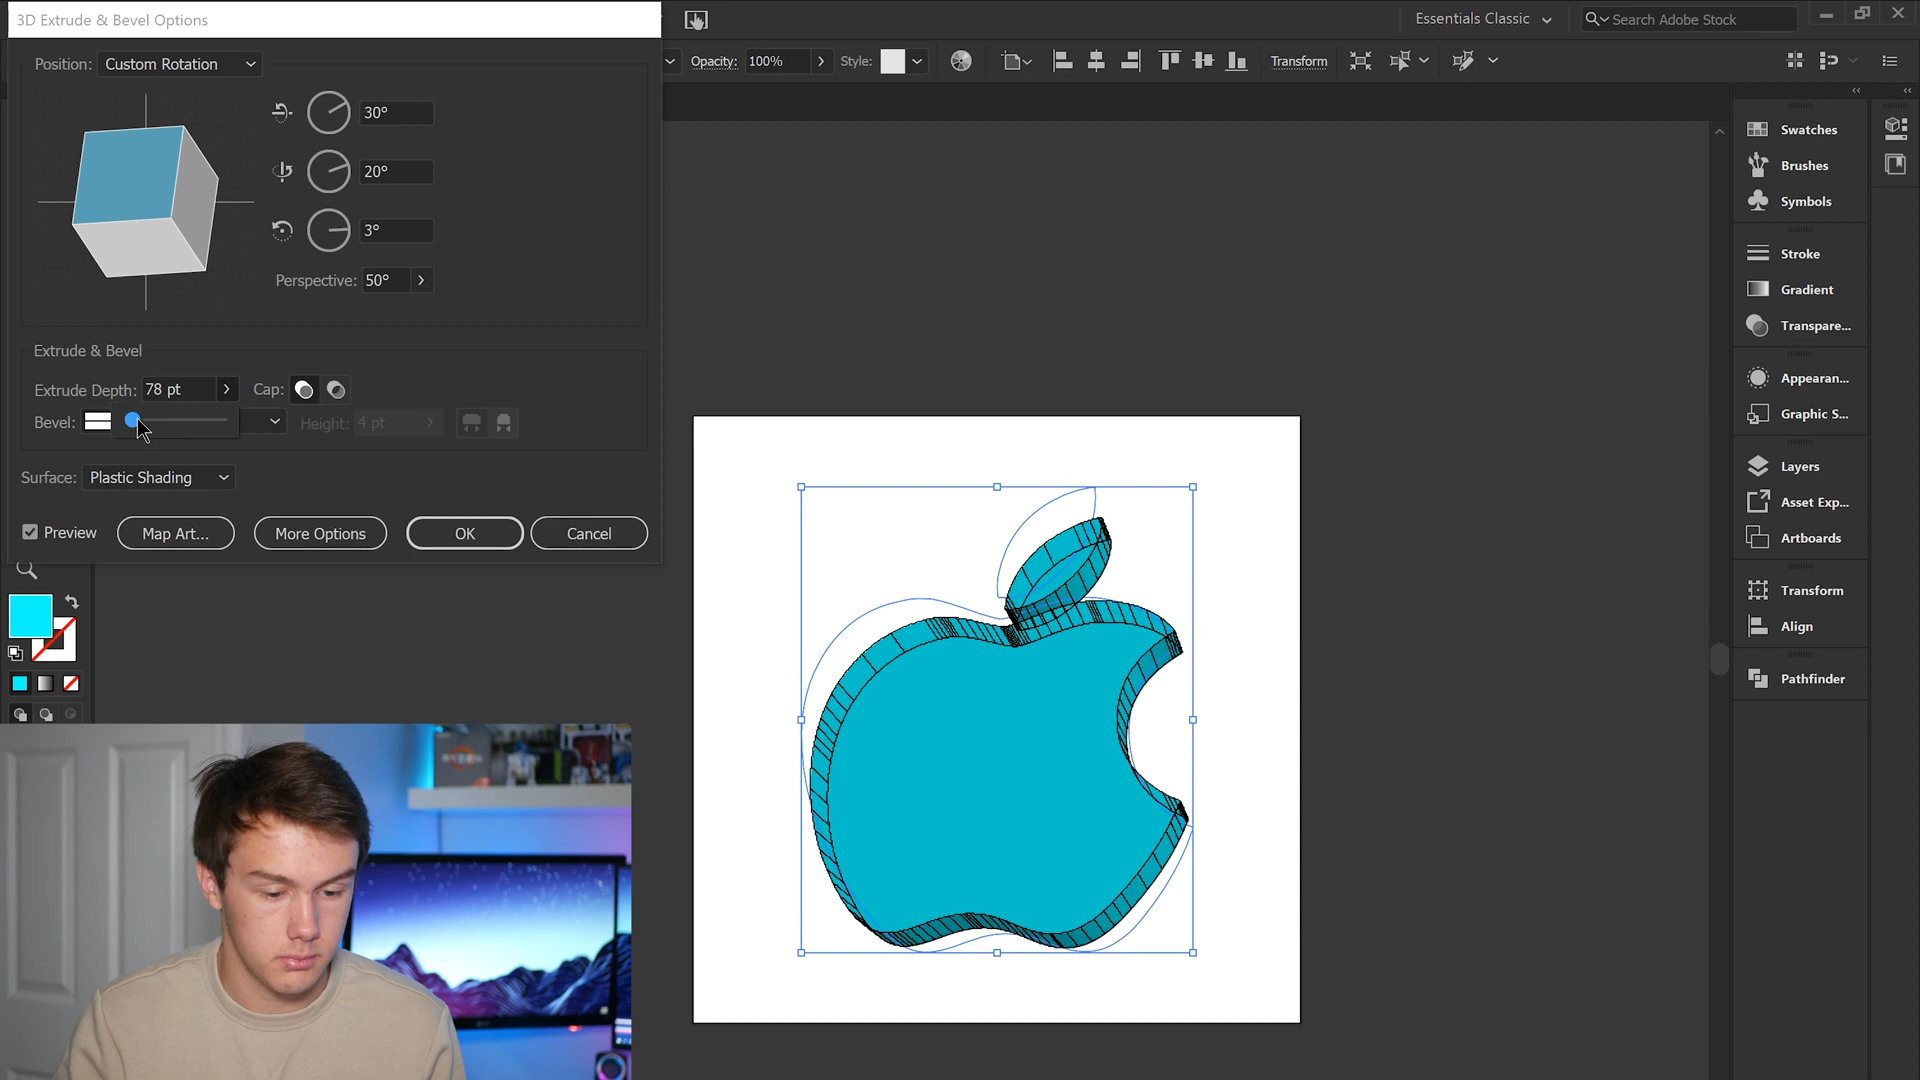 3D Extrude & Bevel Options
Essentials Classic
Search Adobe Stock
Position: Custom Rotation
Opacity: 100%
Style:
Transform
30°
20°
3°
Perspective: 50°
Extrude & Bevel
Extrude Depth: 78 pt
Cap:
Bevel:
Height: 4 pt
Surface: Plastic Shading
Preview
Map Art...
More Options
OK
Cancel
Swatches
Brushes
Symbols
Stroke
Gradient
Transpare...
Appearan...
Graphic S...
Layers
Asset Exp...
Artboards
Transform
Align
Pathfinder
RYZEN